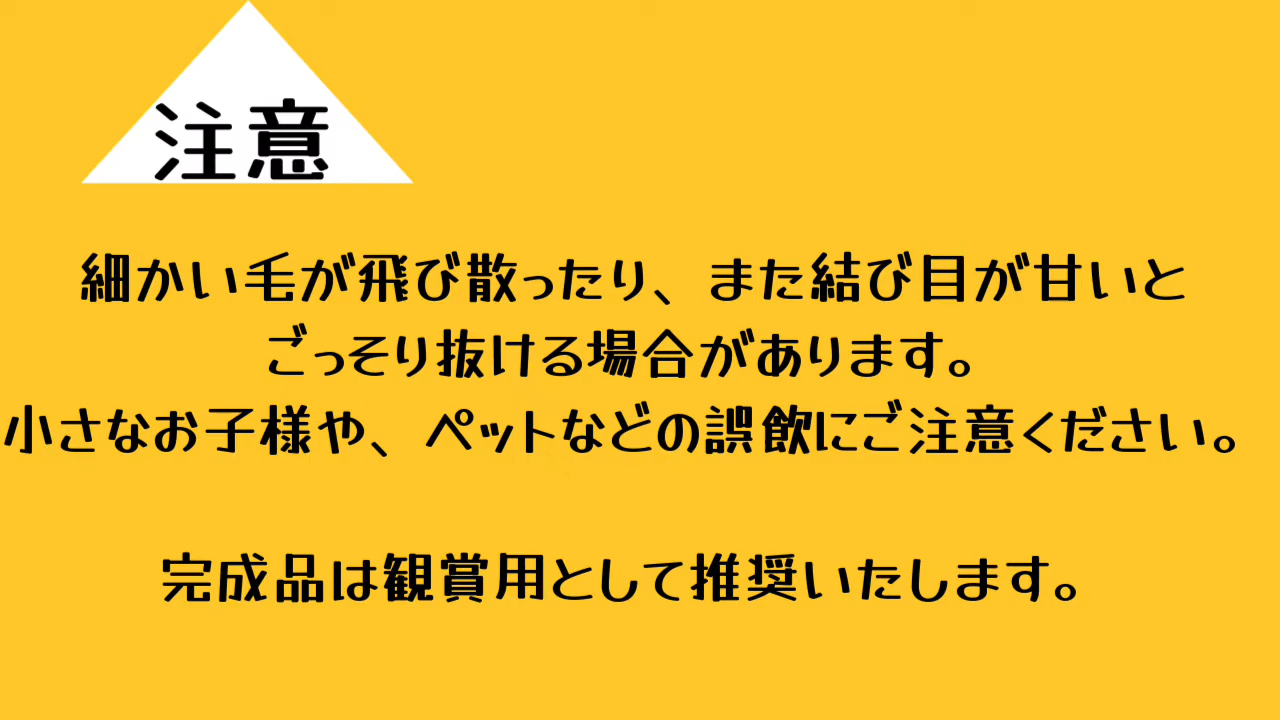 注意
細かい毛が飛び散ったり、また結び目が甘いと
ごっそり抜ける場合があります。
小さなお子様や、ペットなどの誤飲にご注意ください。
完成品は観賞用として推奨いたします。